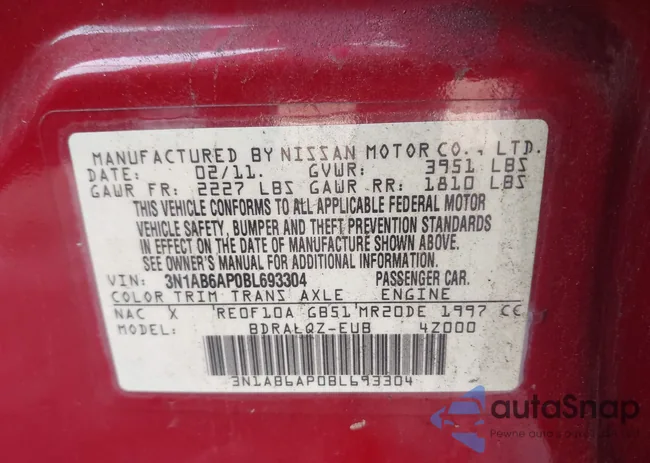 MANUFACTURED BY NISSAN MOTOR CO., LTD.
DATE: 02/11. GVWR: 3951 LBS
GAWR FR: 2227 LBS GAWR RR: 1810 LBS
THIS VEHICLE CONFORMS TO ALL APPLICABLE FEDERAL MOTOR
VEHICLE SAFETY, BUMPER AND THEFT PREVENTION STANDARDS
IN EFFECT ON THE DATE OF MANUFACTURE SHOWN ABOVE.
SEE OWNER'S MANUAL FOR ADDITIONAL INFORMATION.
VIN: 3N1AB6AP0BL693304 PASSENGER CAR.
COLOR TRIM TRANS AXLE ENGINE
NAC X RE0F10A GB51 MR20DE 1997 CC
MODEL: BDRALQZ-EUB 4Z000
3N1AB6AP0BL693304
autoSnap
Pewne auto z